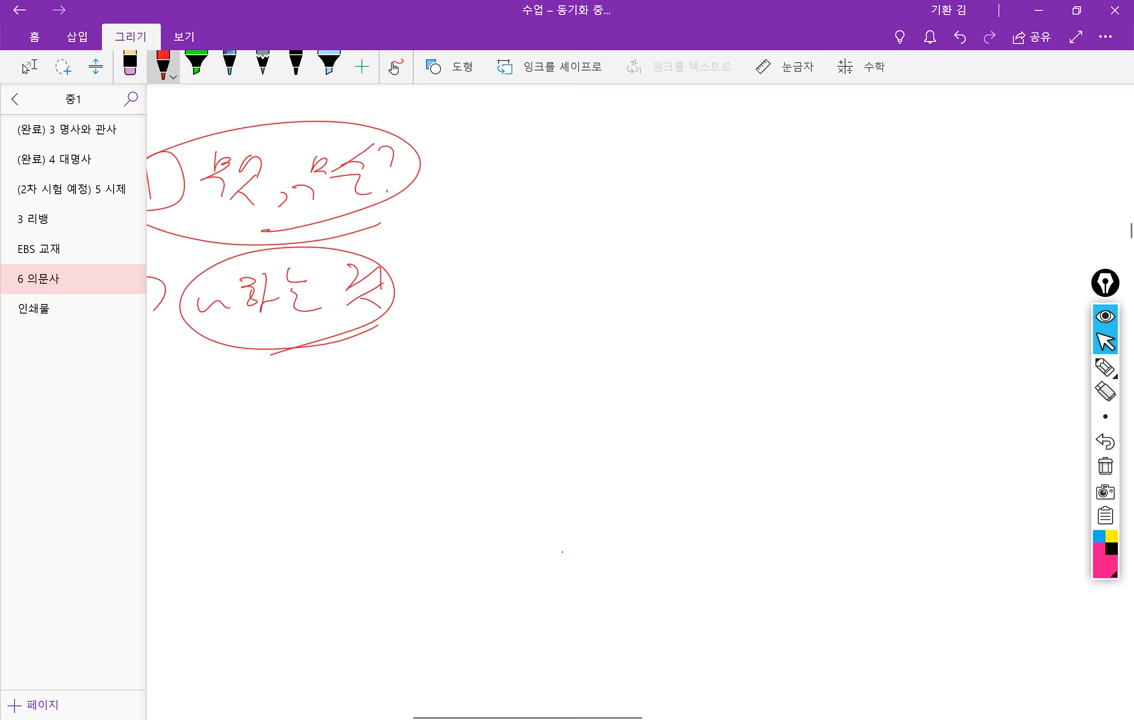 수업 – 동기화 중...
기환 김
홈 삽입 그리기 보기
공유
도형 잉크를 셰이프로 잉크를 텍스트로 눈금자 수학
중1
(완료) 3 명사와 관사
(완료) 4 대명사
(2차 시험 예정) 5 시제
3 리뱅
EBS 교재
6 의문사
인쇄물
1) 무엇, 무슨?
) ~하는 것
페이지